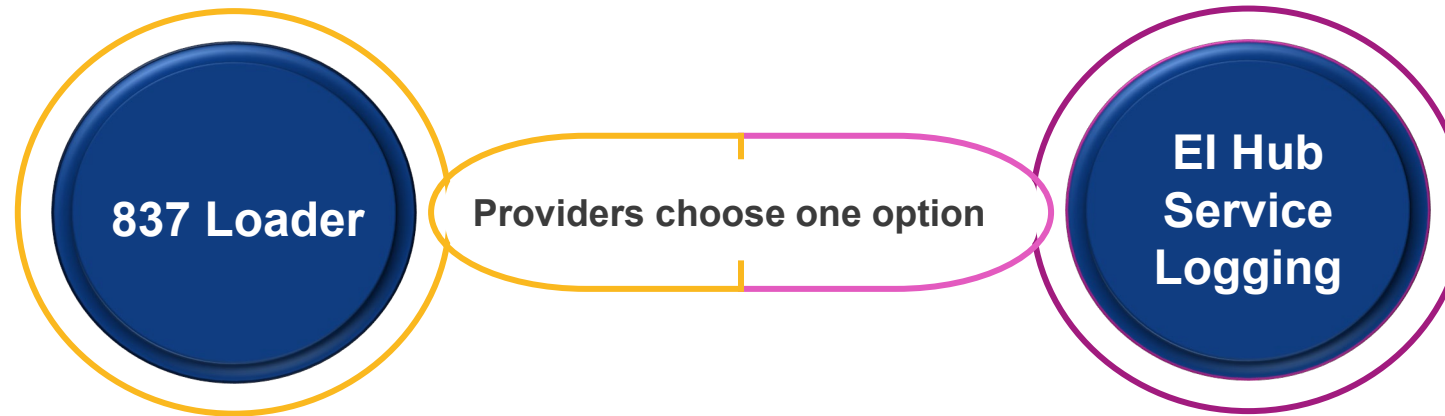 837 Loader
Providers choose one option
EI Hub
Service
Logging